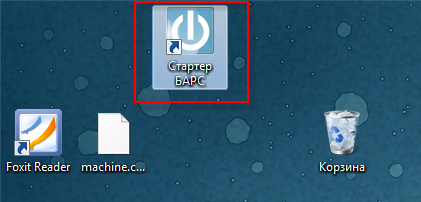 Стартер
БАРС
Foxit Reader
machine.c...
Корзина